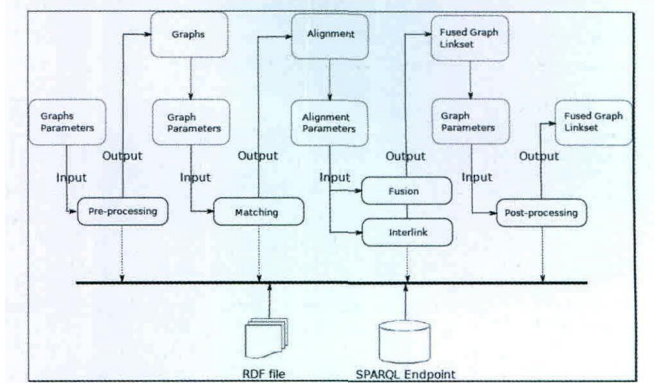 Graphs
Alignment
Fused Graph
Linkset
Graphs
Parameters
Graph
Parameters
Alignment
Parameters
Graph
Parameters
Fused Graph
Linkset
Output
Output
Output
Output
Input
Input
Input
Input
Pre-processing
Matching
Fusion
Interlink
Post-processing
RDF file
SPARQL Endpoint